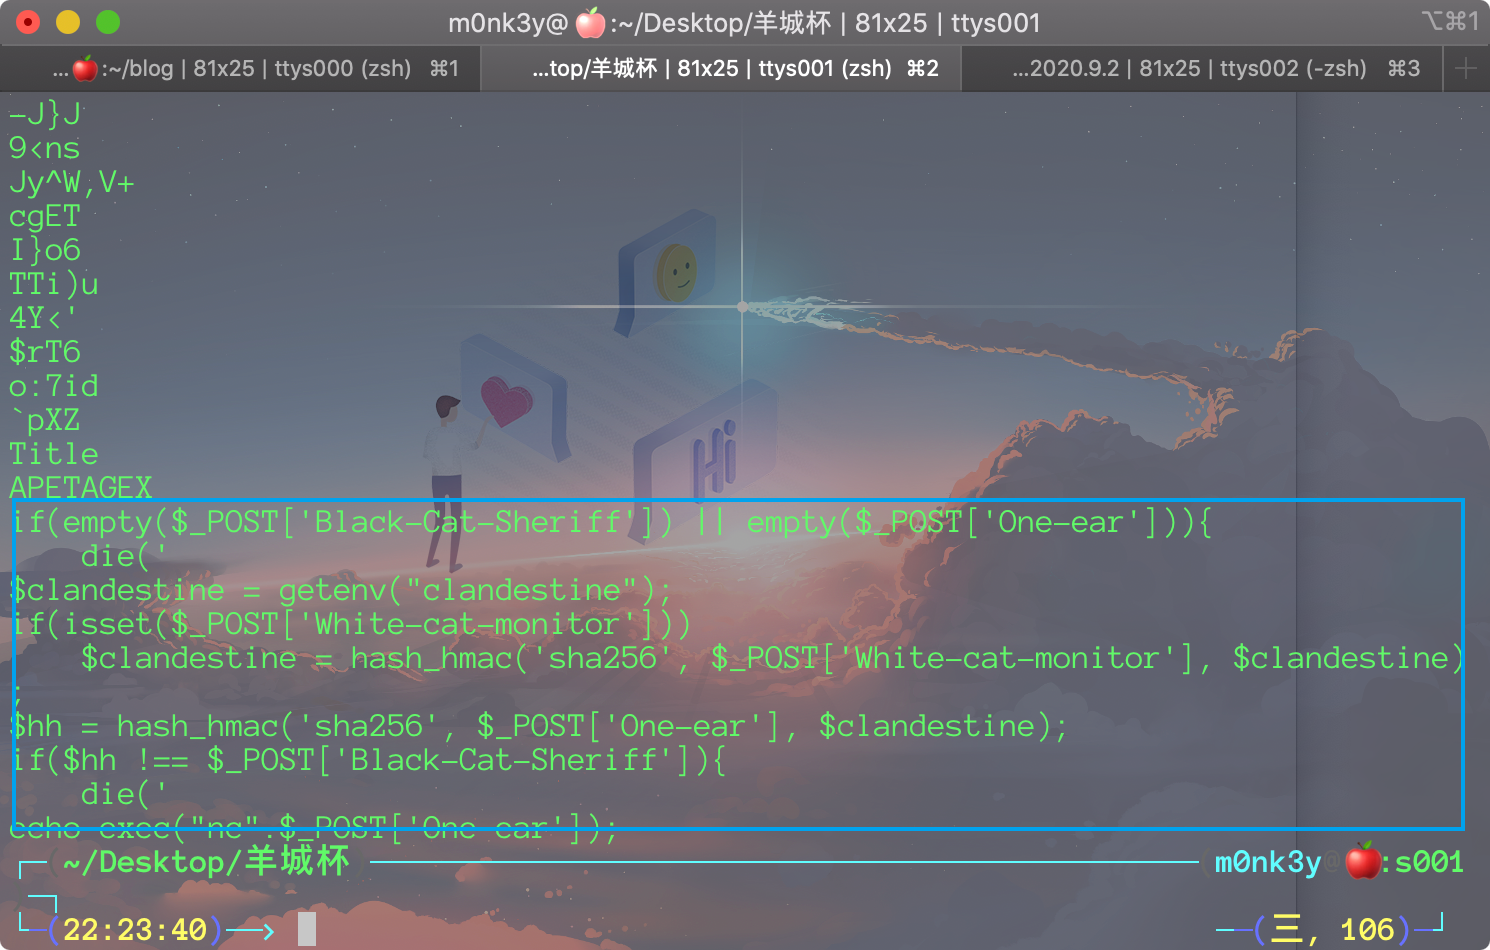 m0nk3y@🍎:~/Desktop/羊城杯 | 81x25 | ttys001 ⌥⌘1
...🍎:~/blog | 81x25 | ttys000 (zsh) ⌘1 ...top/羊城杯 | 81x25 | ttys001 (zsh) ⌘2 ...2020.9.2 | 81x25 | ttys002 (-zsh) ⌘3
-J}J
9<ns
Jy^W,V+
cgET
I}o6
TTi)u
4Y<'
$rT6
o:7id
`pXZ
Title
APETAGEX
if(empty($_POST['Black-Cat-Sheriff']) || empty($_POST['One-ear'])){
    die('
$clandestine = getenv("clandestine");
if(isset($_POST['White-cat-monitor']))
    $clandestine = hash_hmac('sha256', $_POST['White-cat-monitor'], $clandestine)
;
$hh = hash_hmac('sha256', $_POST['One-ear'], $clandestine);
if($hh !== $_POST['Black-Cat-Sheriff']){
    die('
echo exec("nc".$_POST['One-ear']);
~/Desktop/羊城杯 m0nk3y@🍎:s001
(22:23:40) (三, 106)
Hi